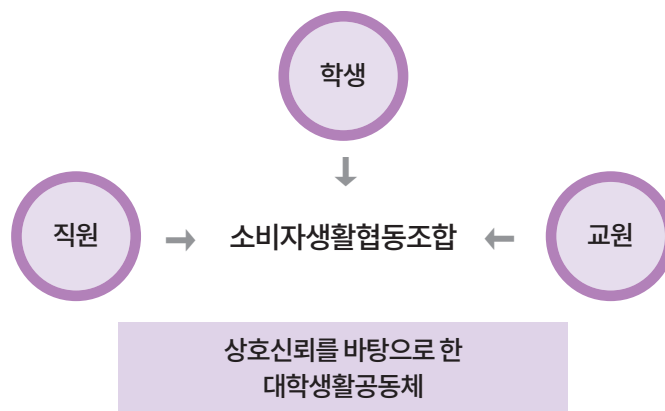 학생
직원
소비자생활협동조합
교원
상호신뢰를 바탕으로 한
대학생활공동체